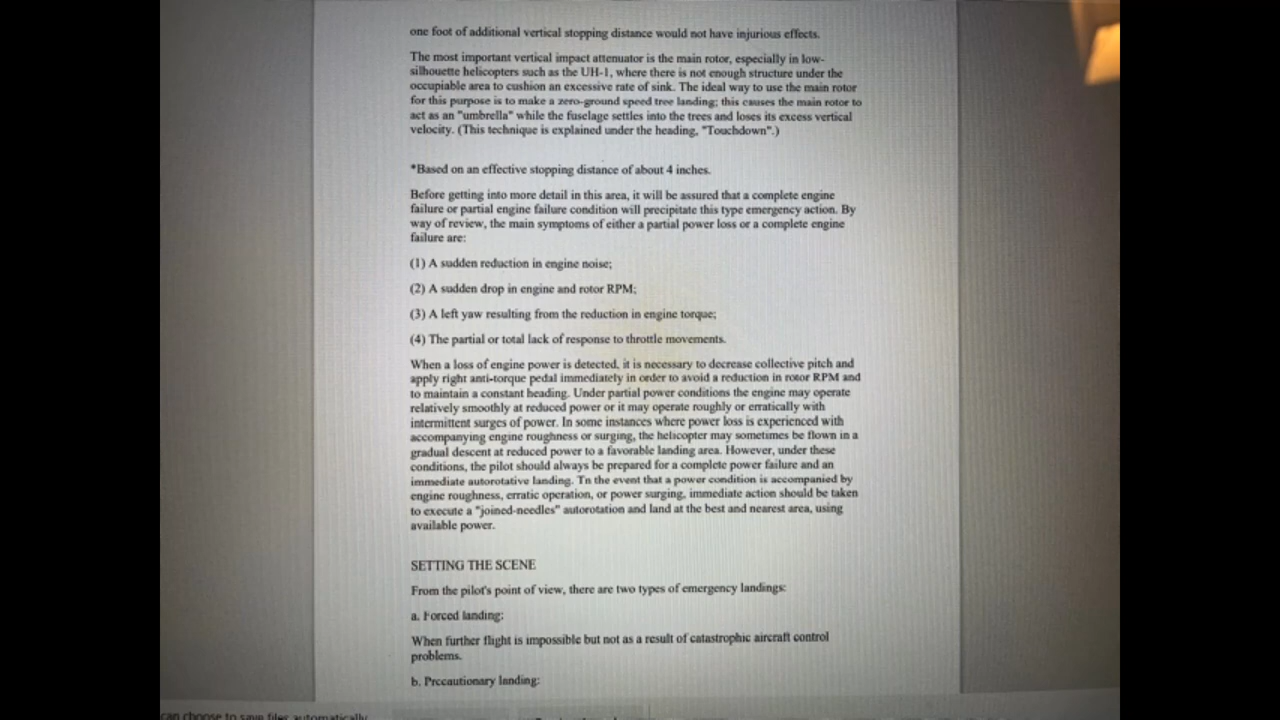 one foot of additional vertical stopping distance would not have injurious effects.
The most important vertical impact attenuator is the main rotor, especially in low-
silhouette helicopters such as the UH-1, where there is not enough structure under the
occupiable area to cushion an excessive rate of sink. The ideal way to use the main rotor
for this purpose is to make a zero-ground speed tree landing; this causes the main rotor to
act as an "umbrella" while the fuselage settles into the trees and loses its excess vertical
velocity. (This technique is explained under the heading, "Touchdown".)
*Based on an effective stopping distance of about 4 inches.
Before getting into more detail in this area, it will be assured that a complete engine
failure or partial engine failure condition will precipitate this type emergency action. By
way of review, the main symptoms of either a partial power loss or a complete engine
failure are:
(1) A sudden reduction in engine noise;
(2) A sudden drop in engine and rotor RPM;
(3) A left yaw resulting from the reduction in engine torque;
(4) The partial or total lack of response to throttle movements.
When a loss of engine power is detected, it is necessary to decrease collective pitch and
apply right anti-torque pedal immediately in order to avoid a reduction in rotor RPM and
to maintain a constant heading. Under partial power conditions the engine may operate
relatively smoothly at reduced power or it may operate roughly or erratically with
intermittent surges of power. In some instances where power loss is experienced with
accompanying engine roughness or surging, the helicopter may sometimes be flown in a
gradual descent at reduced power to a favorable landing area. However, under these
conditions, the pilot should always be prepared for a complete power failure and an
immediate autorotative landing. Tn the event that a power condition is accompanied by
engine roughness, erratic operation, or power surging, immediate action should be taken
to execute a "joined-needles" autorotation and land at the best and nearest area, using
available power.
SETTING THE SCENE
From the pilot's point of view, there are two types of emergency landings:
a. Forced landing:
When further flight is impossible but not as a result of catastrophic aircraft control
problems.
b. Precautionary landing:
can choose to save files automatically